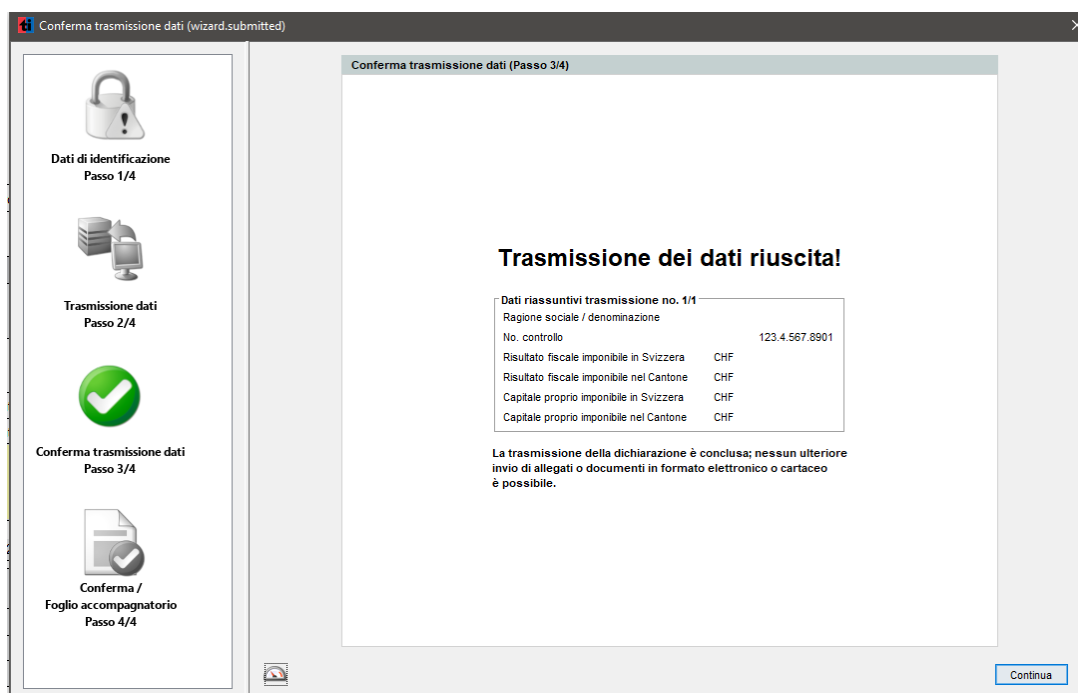 ti Conferma trasmissione dati (wizard.submitted)
Dati di identificazione
Passo 1/4
Trasmissione dati
Passo 2/4
Conferma trasmissione dati
Passo 3/4
Conferma /
Foglio accompagnatorio
Passo 4/4
Conferma trasmissione dati (Passo 3/4)
Trasmissione dei dati riuscita!
Dati riassuntivi trasmissione no. 1/1
Ragione sociale / denominazione
No. controllo 123.4.567.8901
Risultato fiscale imponibile in Svizzera CHF
Risultato fiscale imponibile nel Cantone CHF
Capitale proprio imponibile in Svizzera CHF
Capitale proprio imponibile nel Cantone CHF
La trasmissione della dichiarazione è conclusa; nessun ulteriore
invio di allegati o documenti in formato elettronico o cartaceo
è possibile.
Continua